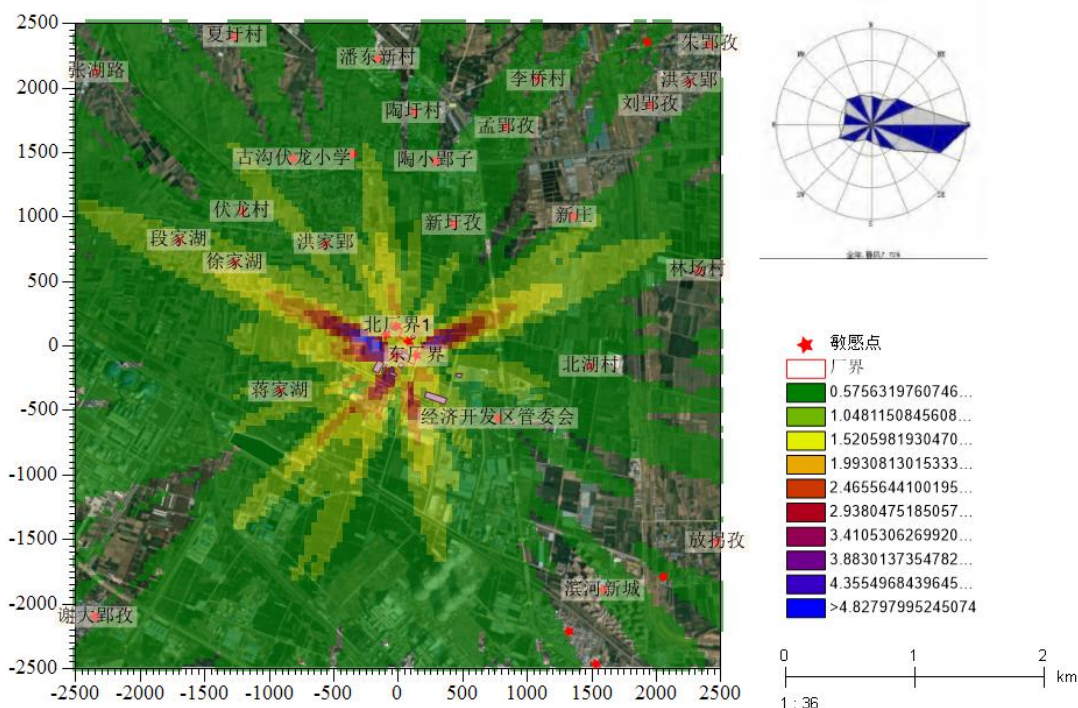 2500
2000
1500
1000
500
0
-500
-1000
-1500
-2000
-2500
-2500 -2000 -1500 -1000 -500 0 500 1000 1500 2000 2500
夏圩村
朱郢孜
潘东新村
张湖路
李桥村
洪家郢
刘郢孜
陶圩村
孟郢孜
古沟伏龙小学
陶小郢子
伏龙村
新圩孜
新庄
段家湖
洪家郢
徐家湖
林场村
北厂界1
东厂界
北湖村
蒋家湖
经济开发区管委会
放拐孜
滨河新城
谢大郢孜
敏感点
厂界
0.5756319760746...
1.0481150845608...
1.5205981930470...
1.9930813015333...
2.4655644100195...
2.9380475185057...
3.4105306269920...
3.8830137354782...
4.3554968439645...
>4.82797995245074
0 1 2 km
1 : 36